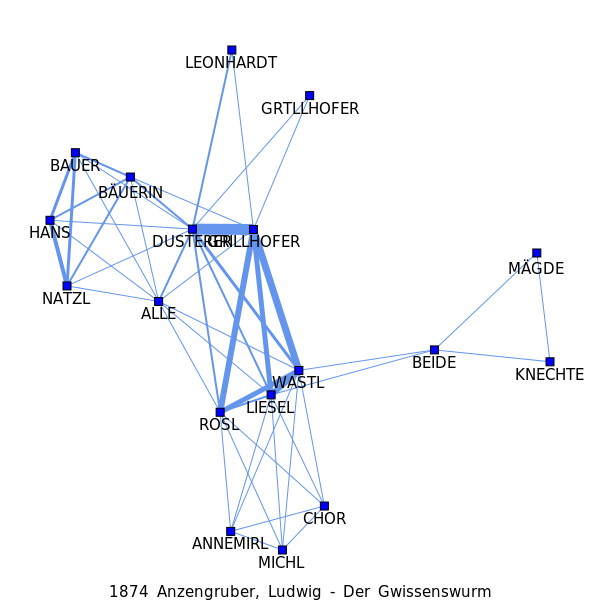 LEONHARDT
GRTLLHOFER
BAUER
BÄUERIN
HANS
DUSTERER
GRILLHOFER
MÄGDE
NATZL
ALLE
BEIDE
KNECHTE
WASTL
LIESEL
ROSL
CHOR
ANNEMIRL
MICHL
1874 Anzengruber, Ludwig - Der Gwissenswurm